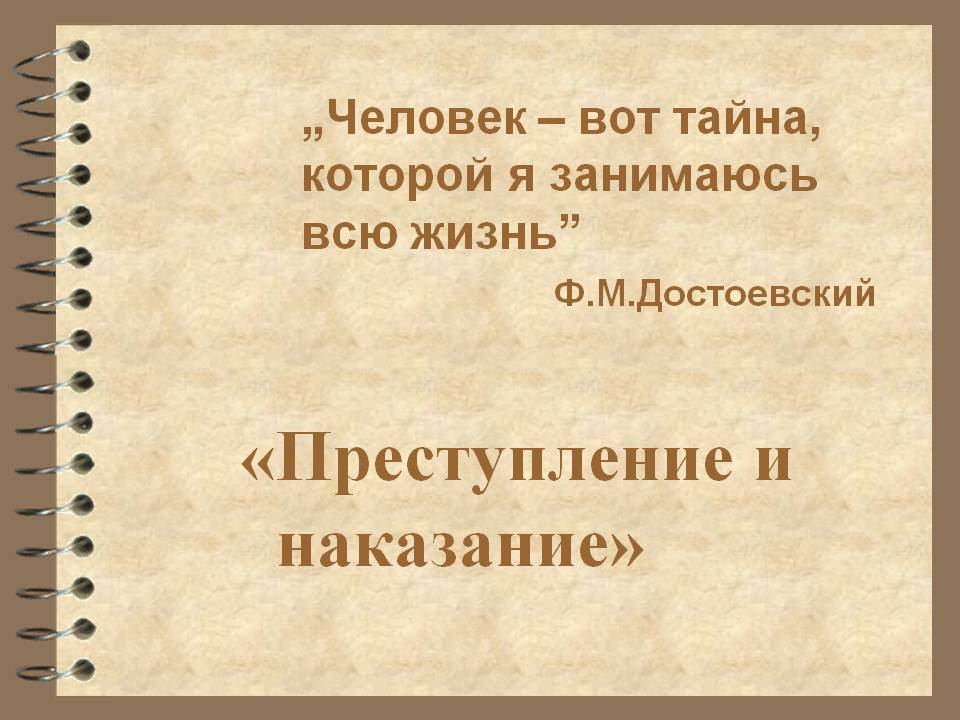 „Человек – вот тайна,
которой я занимаюсь
всю жизнь”
Ф.М.Достоевский
«Преступление и
наказание»